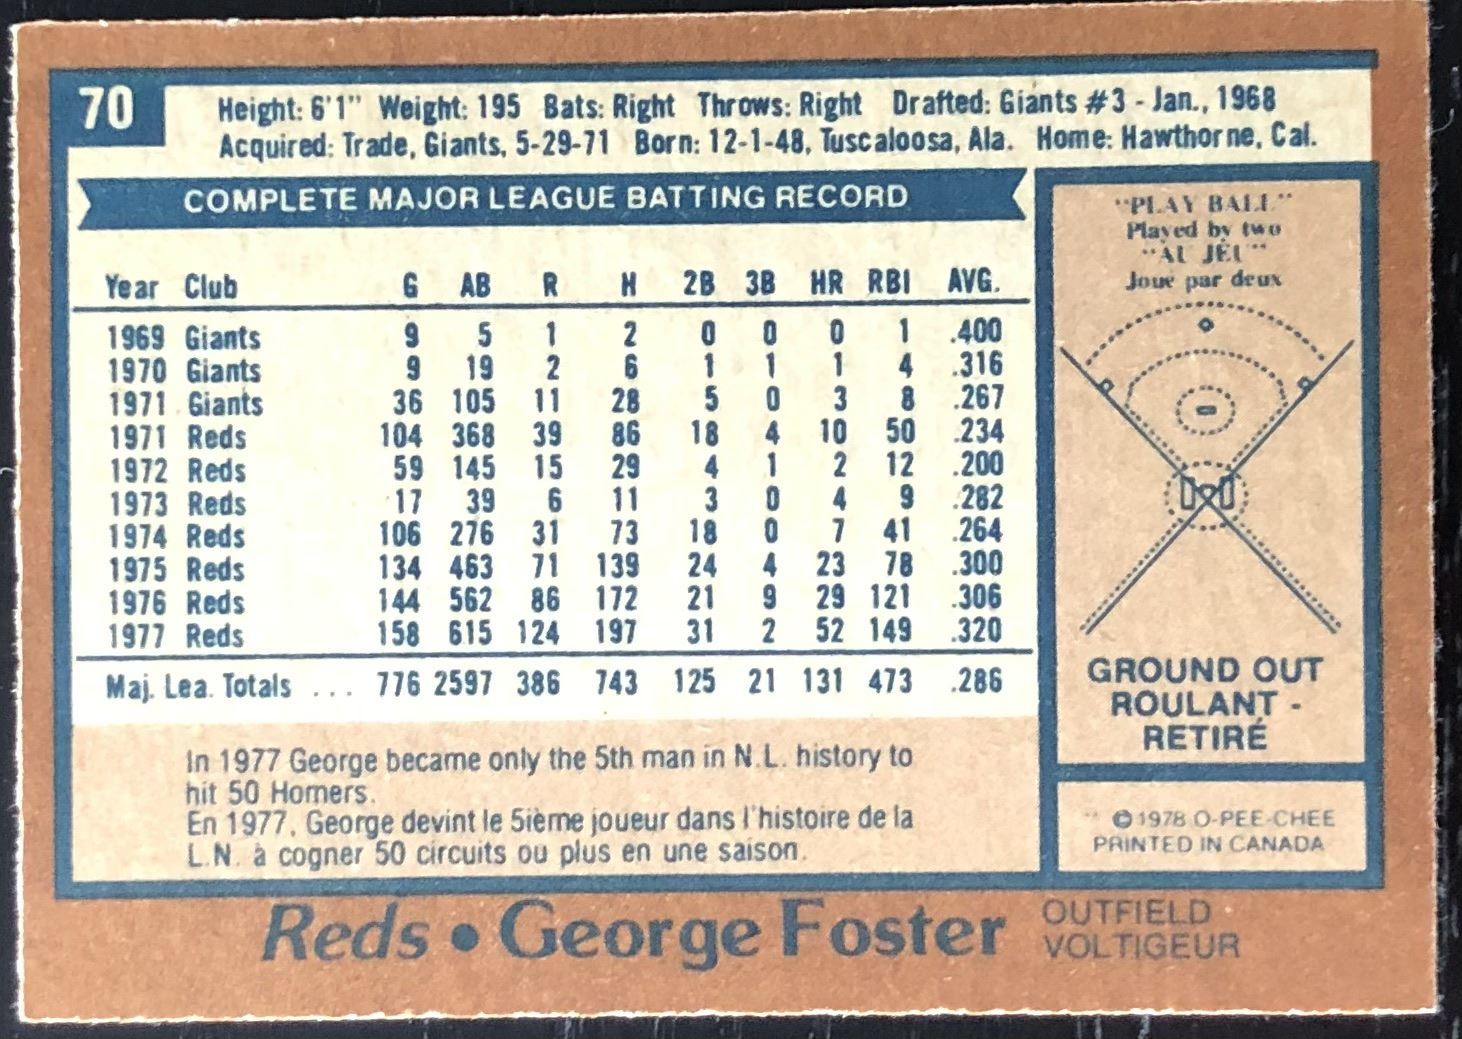 70
Height: 6'1" Weight: 195 Bats: Right Throws: Right Drafted: Giants #3 - Jan., 1968
Acquired: Trade, Giants, 5-29-71 Born: 12-1-48, Tuscaloosa, Ala. Home: Hawthorne, Cal.
COMPLETE MAJOR LEAGUE BATTING RECORD
Year Club G AB R H 2B 3B HR RBI AVG.
1969 Giants 9 5 1 2 0 0 0 1 .400
1970 Giants 9 19 2 6 1 1 1 4 .316
1971 Giants 36 105 11 28 5 0 3 8 .267
1971 Reds 104 368 39 86 18 4 10 50 .234
1972 Reds 59 145 15 29 4 1 2 12 .200
1973 Reds 17 39 6 11 3 0 4 9 .282
1974 Reds 106 276 31 73 18 0 7 41 .264
1975 Reds 134 463 71 139 24 4 23 78 .300
1976 Reds 144 562 86 172 21 9 29 121 .306
1977 Reds 158 615 124 197 31 2 52 149 .320
Maj. Lea. Totals ... 776 2597 386 743 125 21 131 473 .286
In 1977 George became only the 5th man in N.L. history to
hit 50 Homers.
En 1977, George devint le 5ième joueur dans l'histoire de la
L.N. à cogner 50 circuits ou plus en une saison.
"PLAY BALL"
Played by two
"AU JEU"
Joué par deux
GROUND OUT
ROULANT -
RETIRÉ
© 1978 O-PEE-CHEE
PRINTED IN CANADA
Reds • George Foster
OUTFIELD
VOLTIGEUR